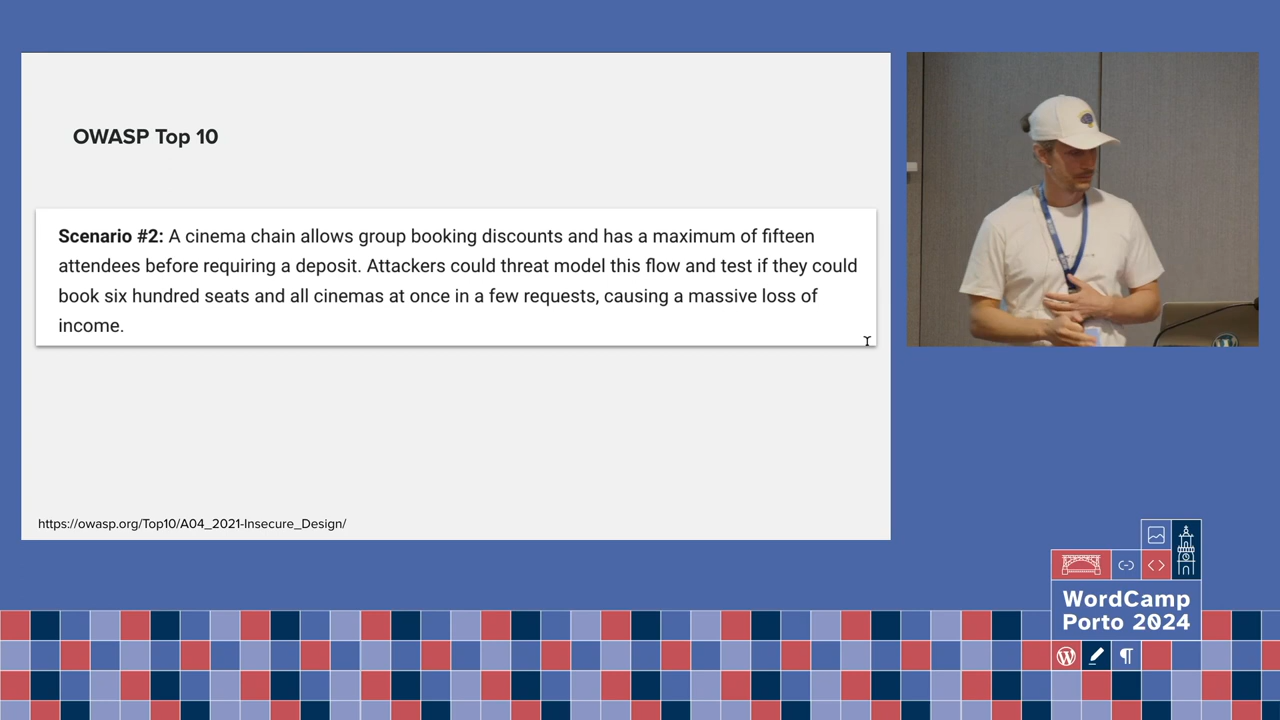 OWASP Top 10
Scenario #2: A cinema chain allows group booking discounts and has a maximum of fifteen
attendees before requiring a deposit. Attackers could threat model this flow and test if they could
book six hundred seats and all cinemas at once in a few requests, causing a massive loss of
income.
https://owasp.org/Top10/A04_2021-Insecure_Design/
WordCamp
Porto 2024